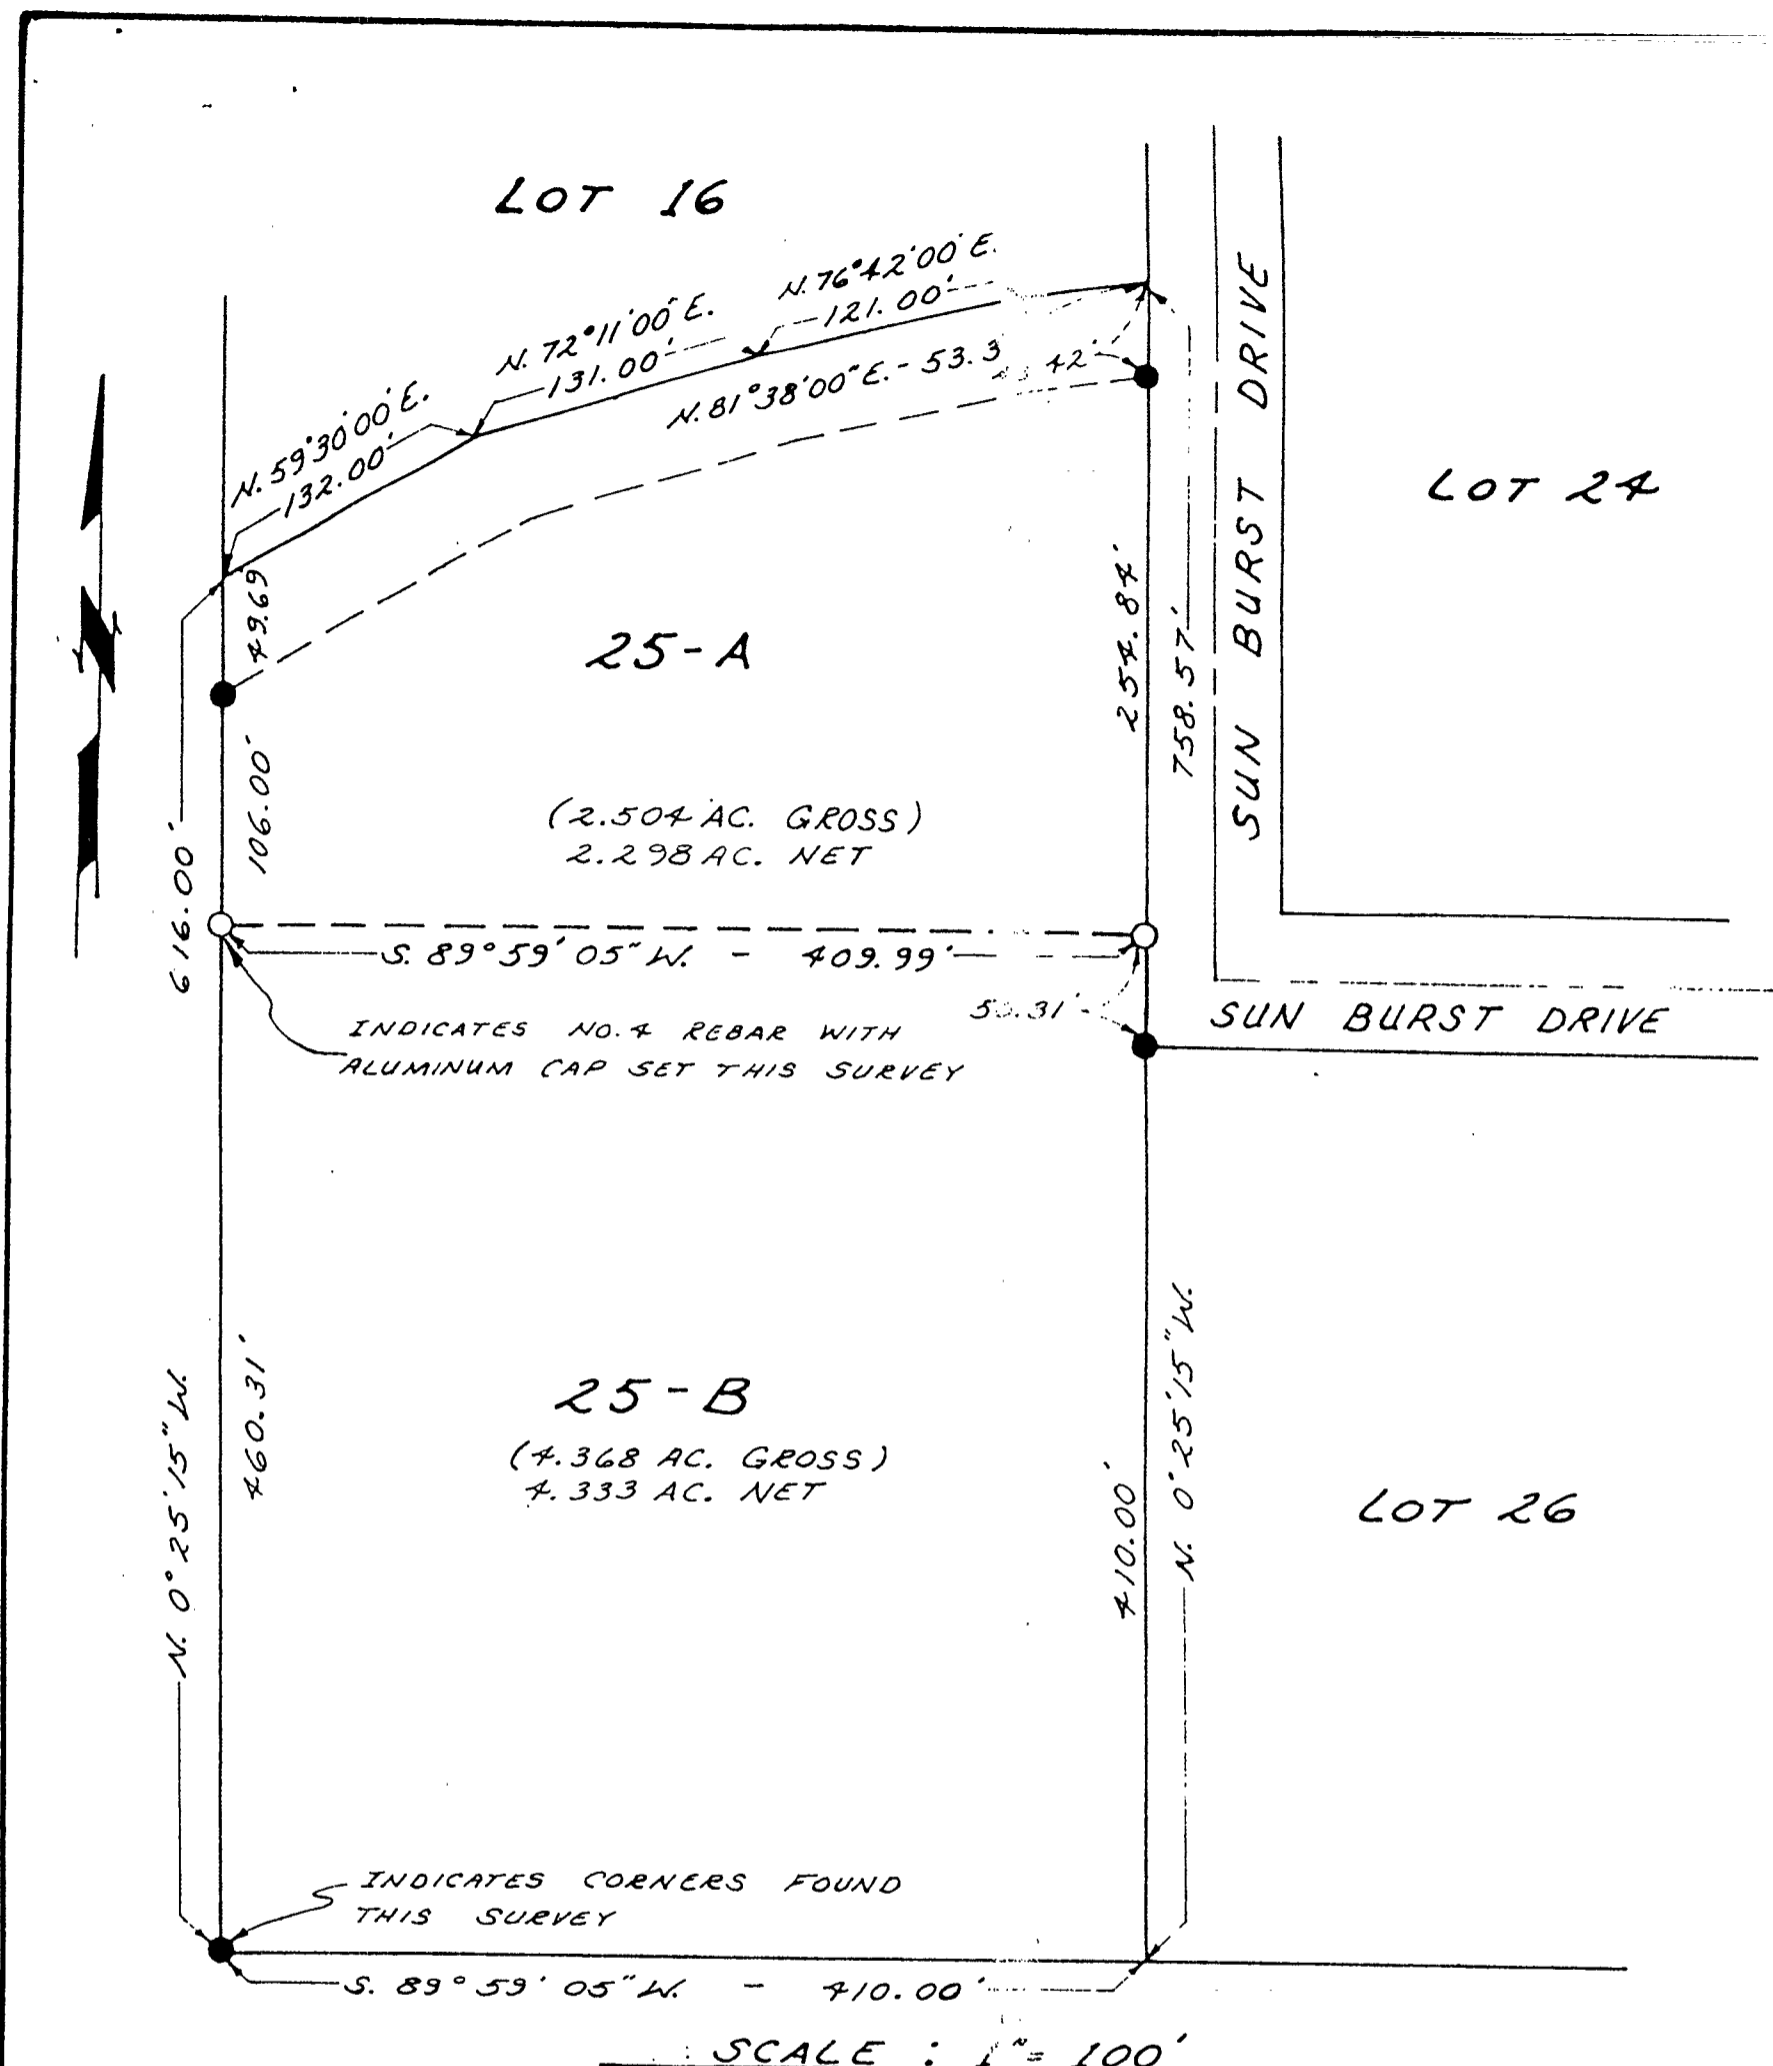 LOT 16
N. 76°42'00" E.
121.00'
N. 72°11'00" E.
131.00'
N. 59°30'00" E.
132.00'
N. 81°38'00" E. - 53.3
42'
SUN BURST DRIVE
LOT 24
49.69
25-A
254.84'
758.57'
106.00'
616.00'
(2.504 AC. GROSS)
2.298 AC. NET
S. 89°59'05" W. - 409.99'
.31'
SUN BURST DRIVE
INDICATES NO. 4 REBAR WITH
ALUMINUM CAP SET THIS SURVEY
N. 0°25'15" W.
460.31'
25-B
(4.368 AC. GROSS)
4.333 AC. NET
410.00'
N. 0°25'15" W.
LOT 26
INDICATES CORNERS FOUND
THIS SURVEY
S. 89°59'05" W. - 410.00'
SCALE : 1" = 100'